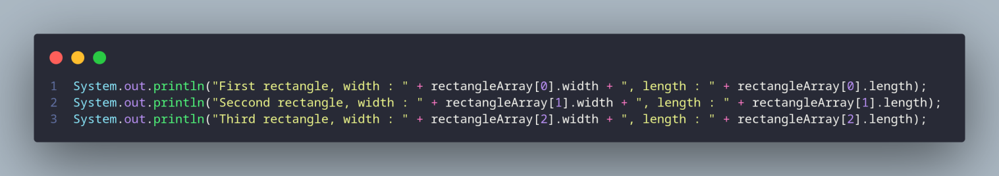 1 System.out.println("First rectangle, width : " + rectangleArray[0].width + ", length : " + rectangleArray[0].length);
2 System.out.println("Seccond rectangle, width : " + rectangleArray[1].width + ", length : " + rectangleArray[1].length);
3 System.out.println("Third rectangle, width : " + rectangleArray[2].width + ", length : " + rectangleArray[2].length);